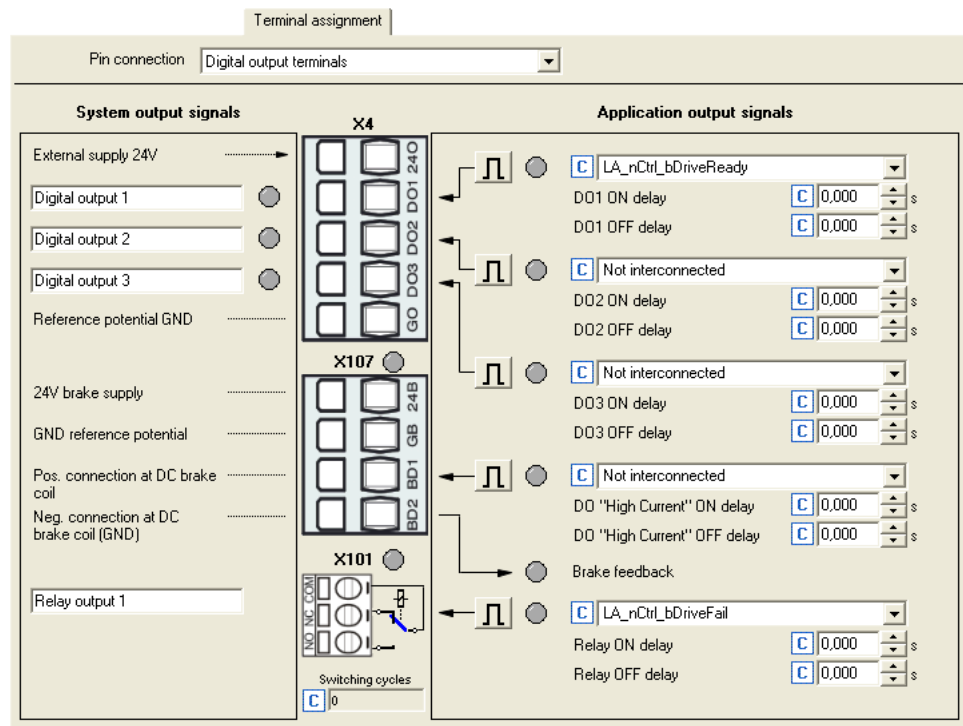 Terminal assignment
Pin connection Digital output terminals
System output signals
X4
Application output signals
External supply 24V
24O
DO1
DO2
DO3
GO
Digital output 1
Digital output 2
Digital output 3
Reference potential GND
C LA_nCtrl_bDriveReady
DO1 ON delay C 0,000 s
DO1 OFF delay C 0,000 s
C Not interconnected
DO2 ON delay C 0,000 s
DO2 OFF delay C 0,000 s
X107
C Not interconnected
DO3 ON delay C 0,000 s
DO3 OFF delay C 0,000 s
24V brake supply
GND reference potential
Pos. connection at DC brake
coil
Neg. connection at DC
brake coil (GND)
24B
GB
BD1
BD2
C Not interconnected
DO "High Current" ON delay C 0,000 s
DO "High Current" OFF delay C 0,000 s
X101
Brake feedback
Relay output 1
COM
NC
NO
C LA_nCtrl_bDriveFail
Relay ON delay C 0,000 s
Relay OFF delay C 0,000 s
Switching cycles
C 0